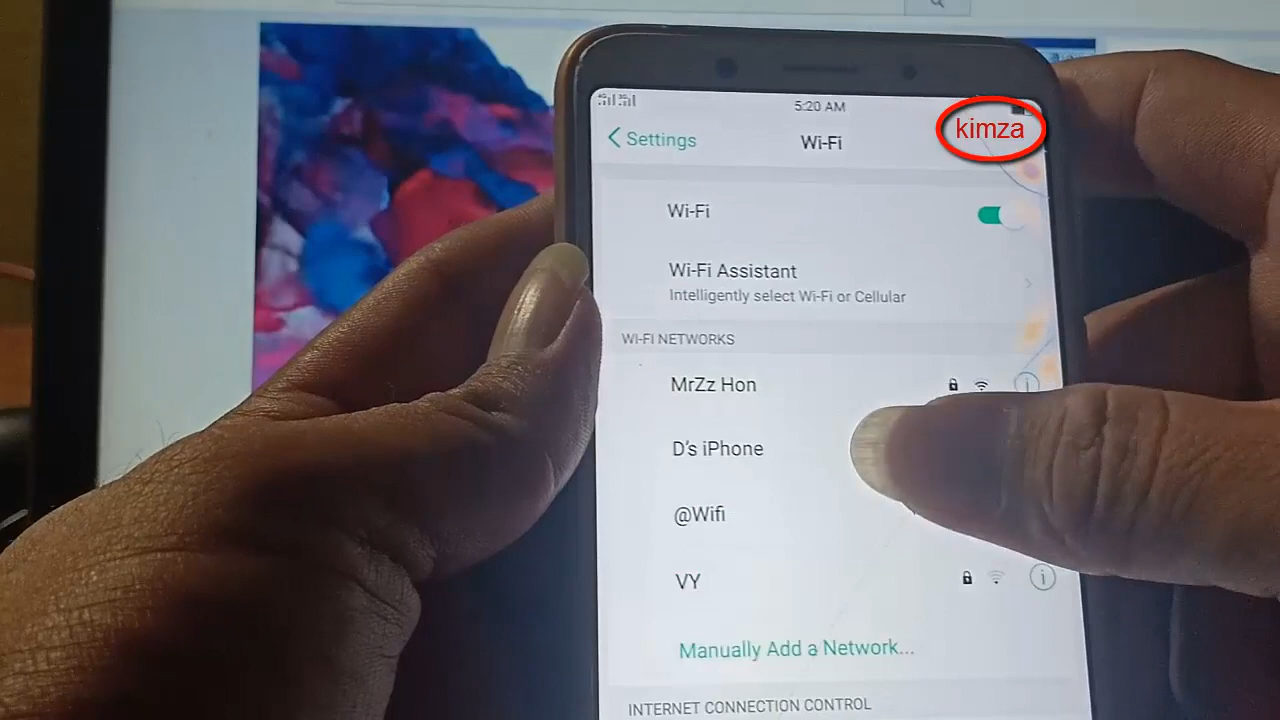 5:20 AM
kimza
Settings
Wi-Fi
Wi-Fi
Wi-Fi Assistant
Intelligently select Wi-Fi or Cellular
WI-FI NETWORKS
MrZz Hon
D's iPhone
@Wifi
VY
Manually Add a Network...
INTERNET CONNECTION CONTROL